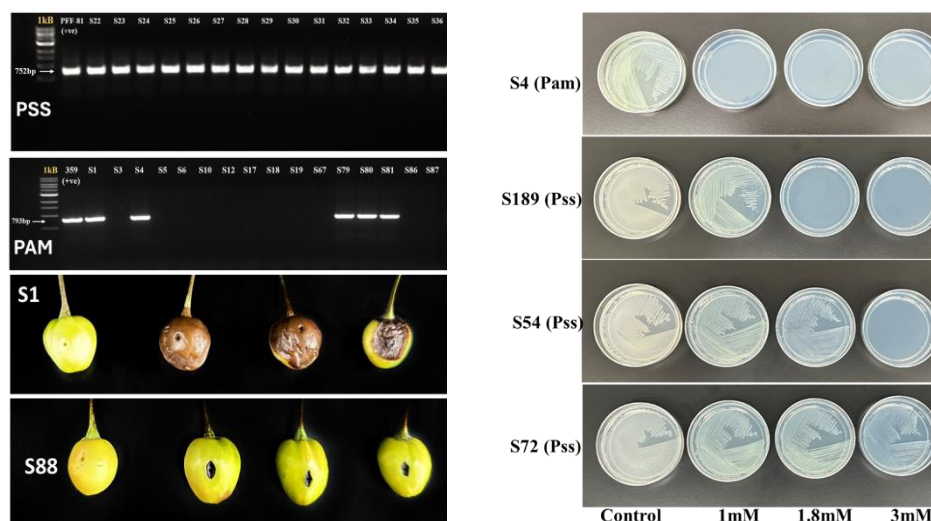 1kB PFF-81 S22 S23 S24 S25 S26 S27 S28 S29 S30 S31 S32 S33 S34 S35 S36
(+ve)
752bp
PSS
1kB 359 S1 S3 S4 S5 S6 S10 S12 S17 S18 S19 S67 S79 S80 S81 S86 S87
(+ve)
793bp
PAM
S1
S88
S4 (Pam)
S189 (Pss)
S54 (Pss)
S72 (Pss)
Control 1mM 1.8mM 3mM